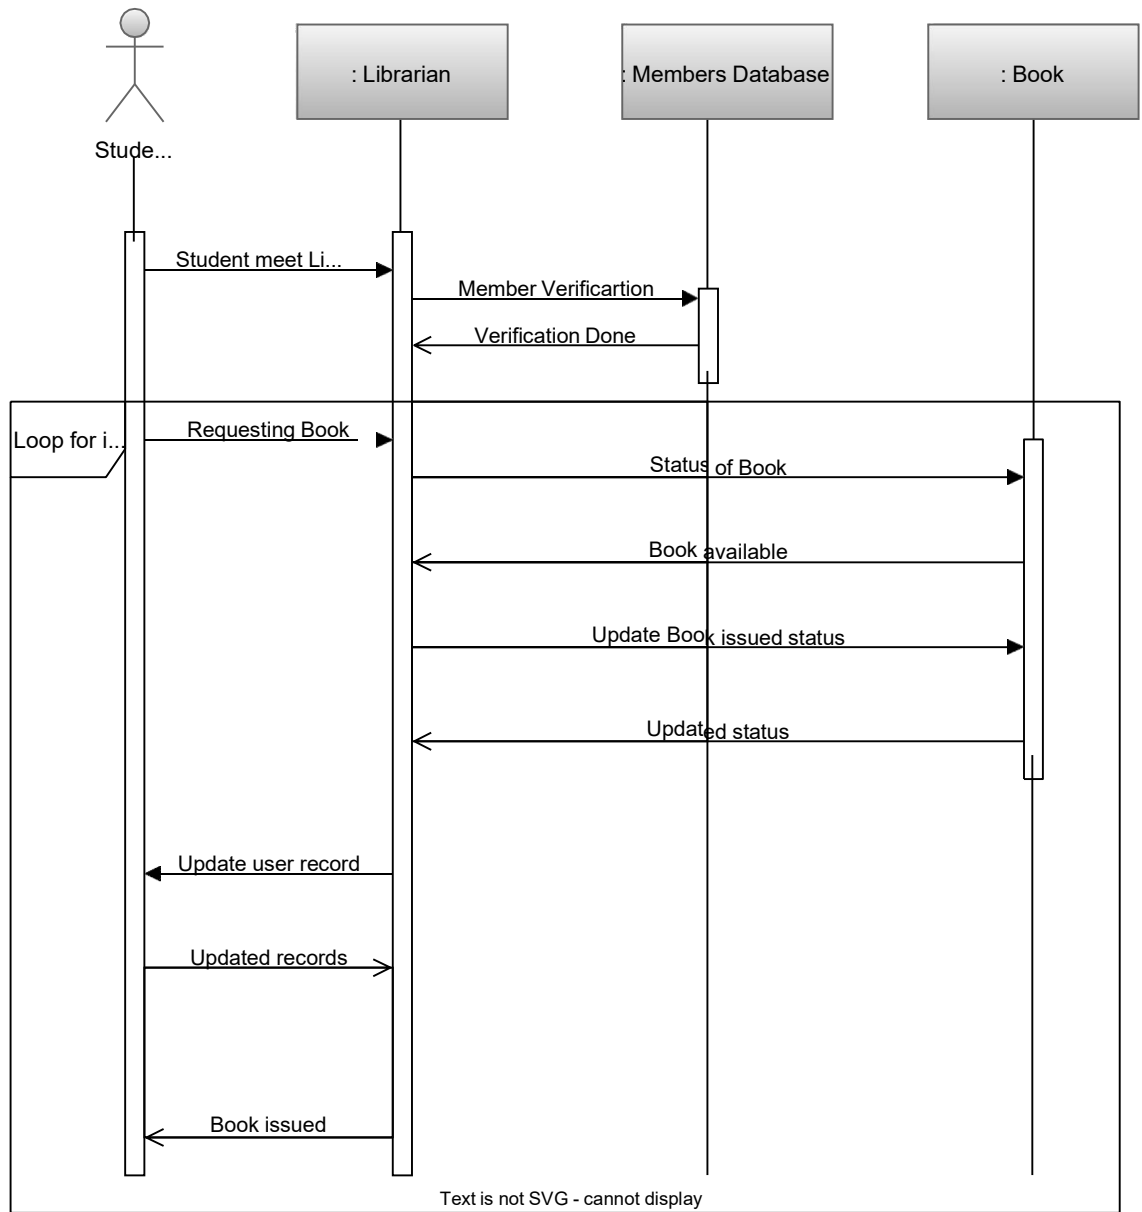 : Librarian
: Members Database
: Book
Stude...
Student meet Li...
Member Verificartion
Verification Done
Loop for i...
Requesting Book
Status of Book
Book available
Update Book issued status
Updated status
Update user record
Updated records
Book issued
Text is not SVG - cannot display